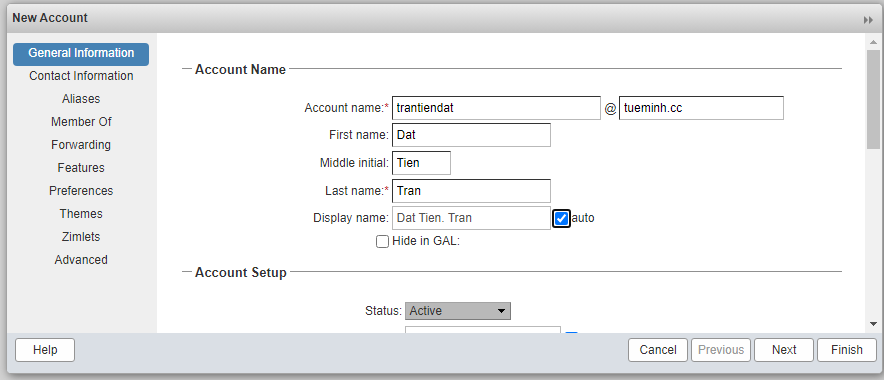 New Account
General Information
Contact Information
Aliases
Member Of
Forwarding
Features
Preferences
Themes
Zimlets
Advanced
Account Name
Account name:* trantiendat @ tueminh.cc
First name: Dat
Middle initial: Tien
Last name:* Tran
Display name: Dat Tien. Tran auto
Hide in GAL:
Account Setup
Status: Active
Help Cancel Previous Next Finish